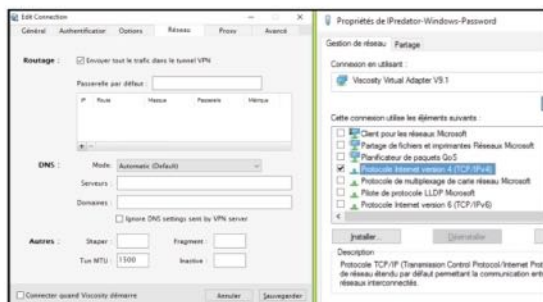 Edit Connection
Général Authentification Options Réseau Proxy Avancé
Routage : Envoyer tout le trafic dans le tunnel VPN
Passerelle par défaut :
IP Route Masque Passerelle Métrique
DNS : Mode: Automatic (Default)
Serveurs :
Domaines :
Ignore DNS settings sent by VPN server
Autres : Fragment :
Tun MTU : 1500 Inactive :
Connecter quand Viscosity démarre Annuler Sauvegarder
Propriétés de IPredator-Windows-Password
Gestion de réseau Partage
Connexion en utilisant :
Viscosity Virtual Adapter V9.1
Cette connexion utilise les éléments suivants :
Client pour les réseaux Microsoft
Partage de fichiers et imprimantes Réseaux Microsoft
Planificateur de paquets QoS
Protocole Internet version 4 (TCP/IPv4)
Protocole de multiplexage de carte réseau Microsoft
Pilote de protocole LLDP Microsoft
Protocole Internet version 6 (TCP/IPv6)
Installer... Désinstaller
Description
Protocole TCP/IP (Transmission Control Protocol/Internet Prot
de réseau étendu par défaut permettant la communication entr
réseaux interconnectés.